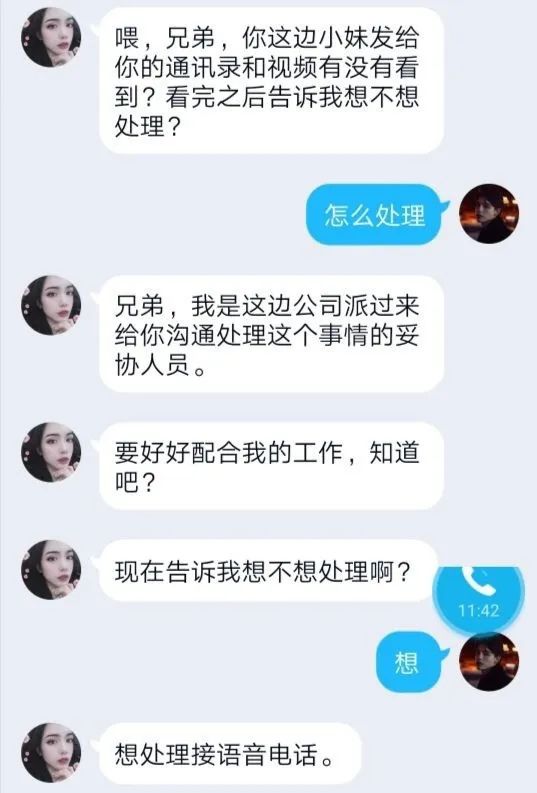 喂，兄弟，你这边小妹发给
你的通讯录和视频有没有看
到？看完之后告诉我想不想
处理？
怎么处理
兄弟，我是这边公司派过来
给你沟通处理这个事情的妥
协人员。
要好好配合我的工作，知道
吧？
现在告诉我想不想处理啊？
11:42
想
想处理接语音电话。